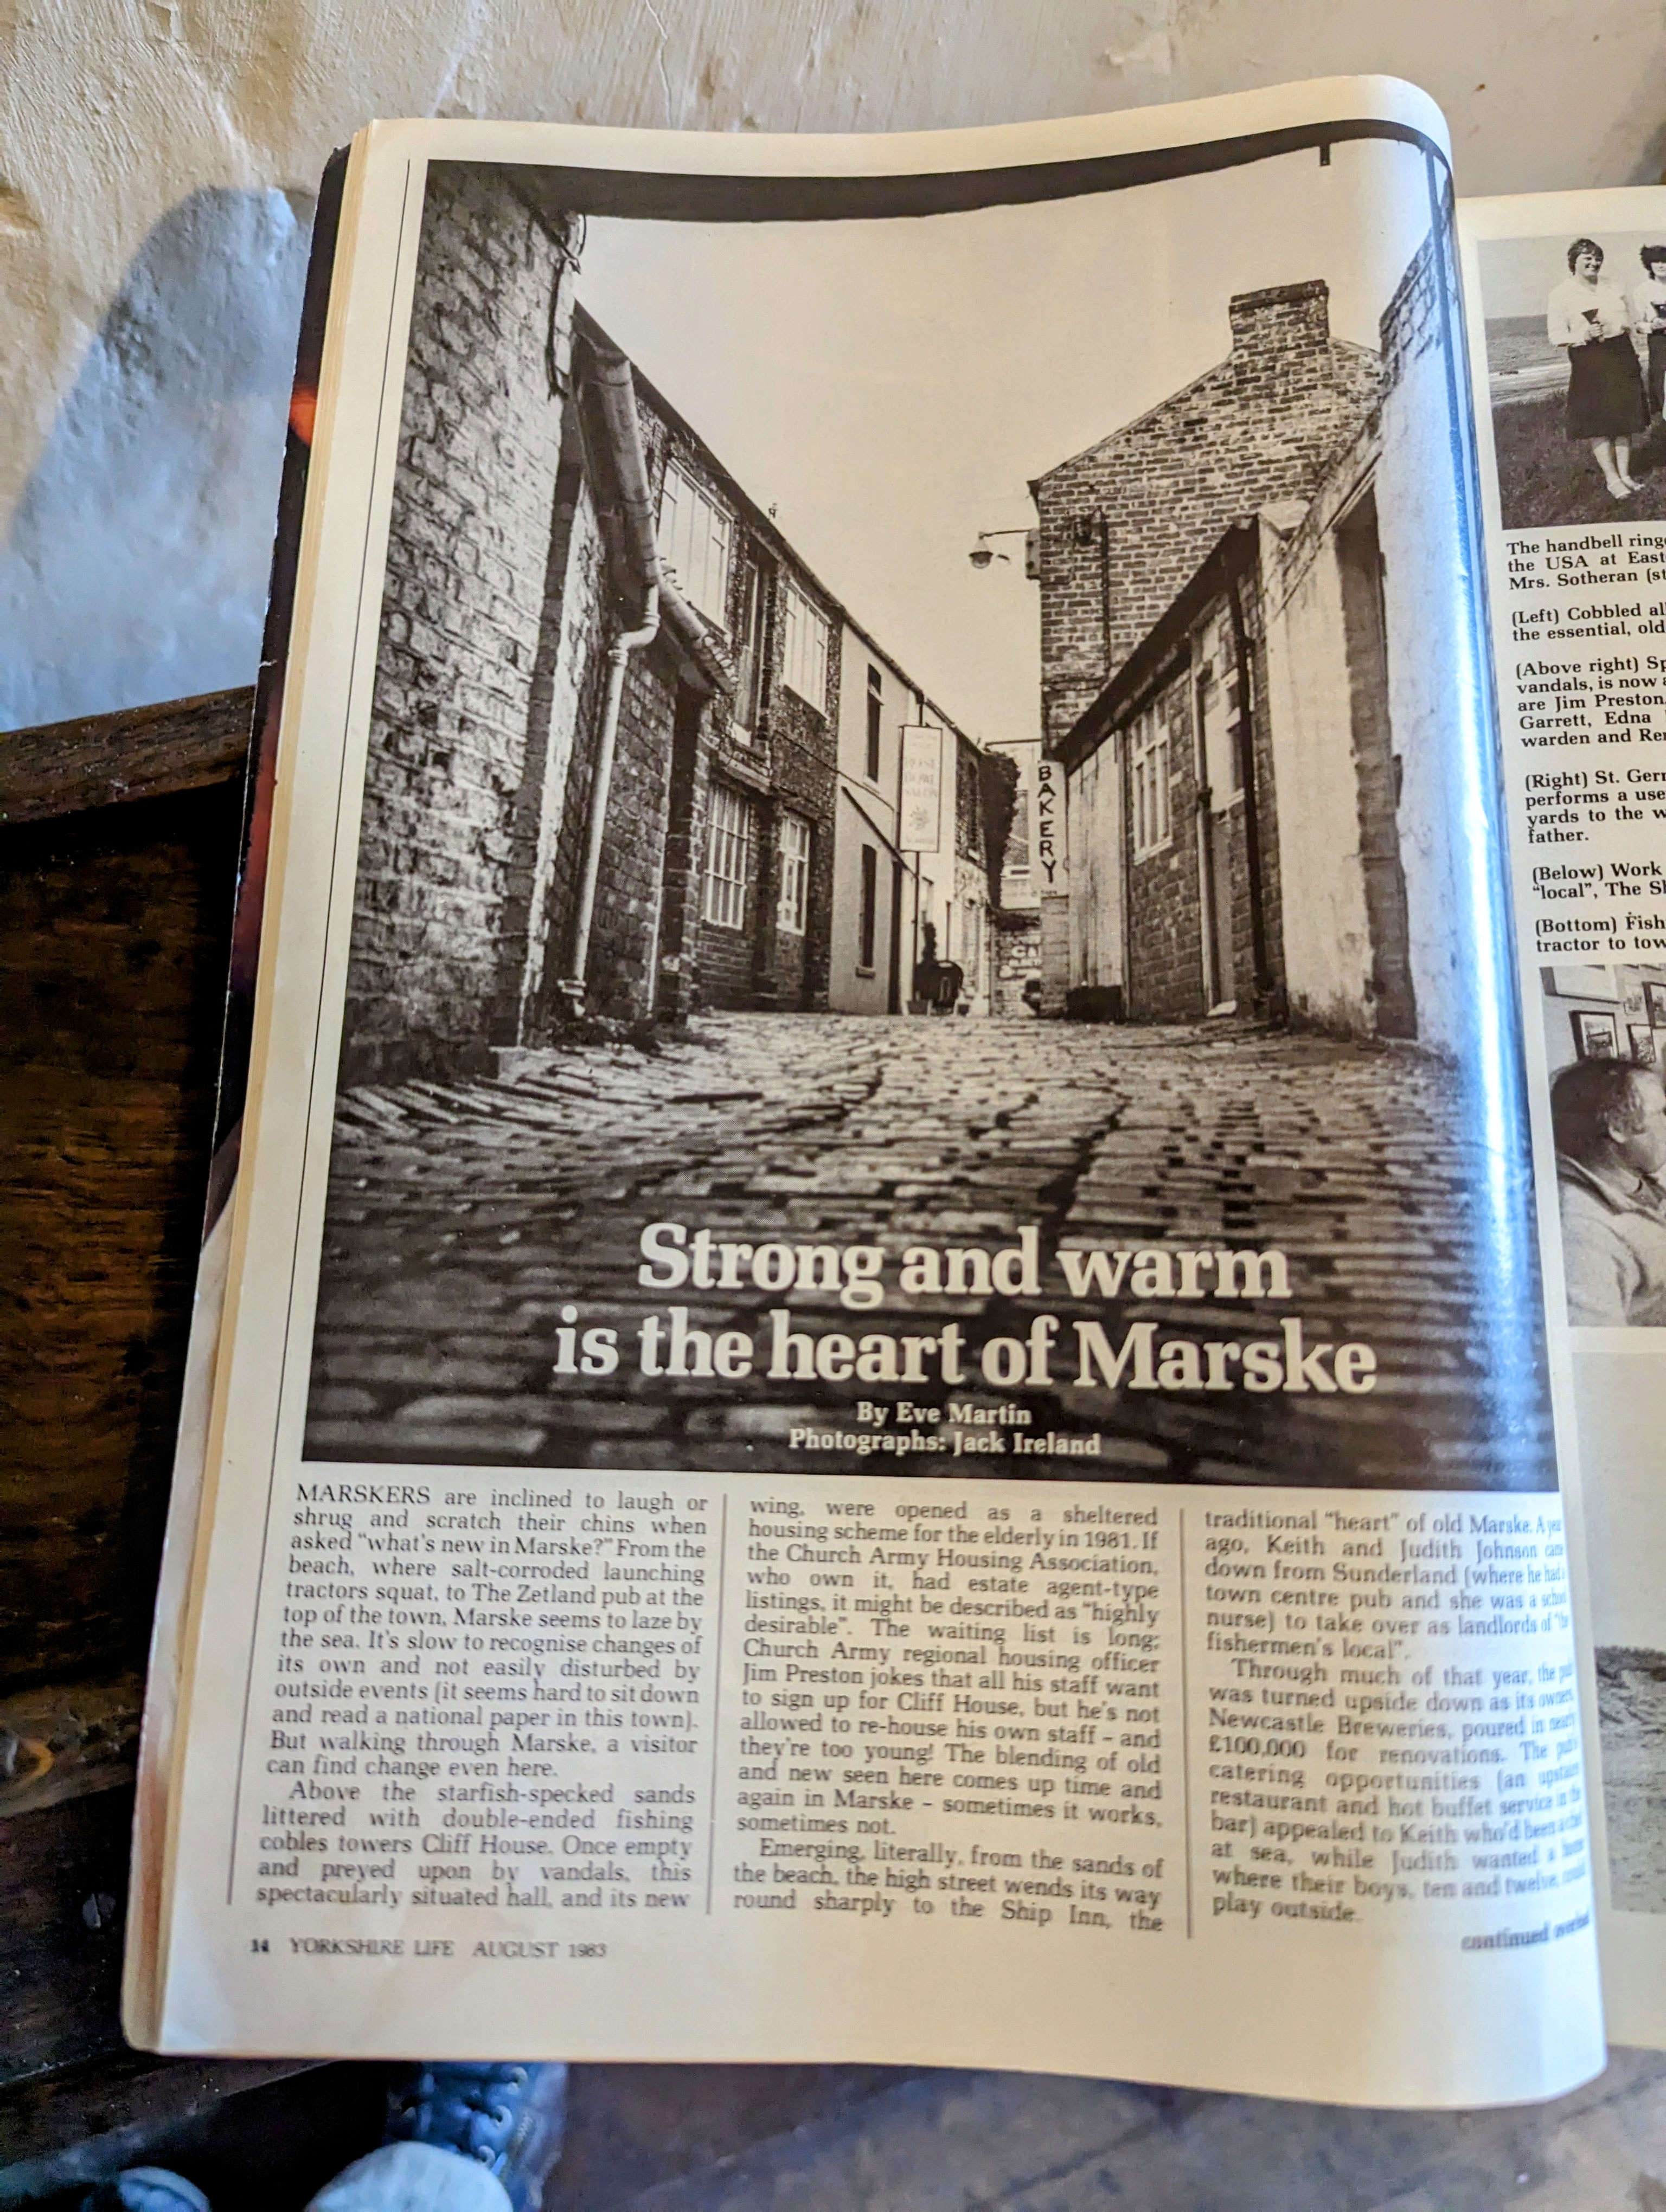 BAKERY
Strong and warm
is the heart of Marske
By Eve Martin
Photographs: Jack Ireland
MARSKERS are inclined to laugh or
shrug and scratch their chins when
asked “what's new in Marske?” From the
beach, where salt-corroded launching
tractors squat, to The Zetland pub at the
top of the town, Marske seems to laze by
the sea. It's slow to recognise changes of
its own and not easily disturbed by
outside events (it seems hard to sit down
and read a national paper in this town).
But walking through Marske, a visitor
can find change even here.
Above the starfish-specked sands
littered with double-ended fishing
cobles towers Cliff House. Once empty
and preyed upon by vandals, this
spectacularly situated hall, and its new
wing, were opened as a sheltered
housing scheme for the elderly in 1981. If
the Church Army Housing Association,
who own it, had estate agent-type
listings, it might be described as “highly
desirable”. The waiting list is long;
Church Army regional housing officer
Jim Preston jokes that all his staff want
to sign up for Cliff House, but he's not
allowed to re-house his own staff – and
they're too young! The blending of old
and new seen here comes up time and
again in Marske – sometimes it works,
sometimes not.
Emerging, literally, from the sands of
the beach, the high street wends its way
round sharply to the Ship Inn, the
traditional “heart” of old Marske. A year
ago, Keith and Judith Johnson came
down from Sunderland (where he had a
town centre pub and she was a school
nurse) to take over as landlords of “the
fishermen's local”.
Through much of that year, the pub
was turned upside down as its owners,
Newcastle Breweries, poured in nearly
£100,000 for renovations. The pub's
catering opportunities (an upstairs
restaurant and hot buffet service in the
bar) appealed to Keith who'd been a chef
at sea, while Judith wanted a home
where their boys, ten and twelve, could
play outside.
continued overleaf
14 YORKSHIRE LIFE AUGUST 1983
The handbell
the USA at East
Mrs. Sotheran
(Left) Cobbled
the essential, old
(Above right)
vandals, is now
are Jim Preston,
Garrett, Edna
warden and
(Right) St.
performs a
yards to the
father.
(Below) Work
“local”, The
(Bottom)
tractor to